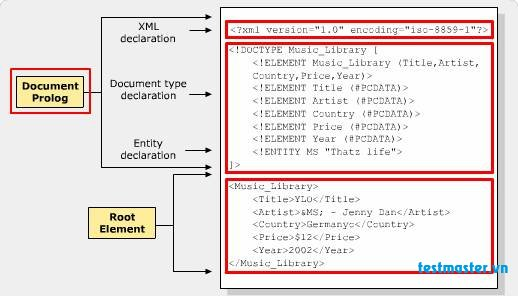 XML
declaration
Document Prolog
Document type
declaration
Entity
declaration
Root
Element
<?xml version="1.0" encoding="iso-8859-1"?>
<!DOCTYPE Music_Library [
<!ELEMENT Music_Library (Title,Artist,
Country,Price,Year)>
<!ELEMENT Title (#PCDATA)>
<!ELEMENT Artist (#PCDATA)>
<!ELEMENT Country (#PCDATA)>
<!ELEMENT Price (#PCDATA)>
<!ELEMENT Year (#PCDATA)>
<!ENTITY MS "Thatz life">
]>
<Music_Library>
<Title>YLO</Title>
<Artist>&MS; - Jenny Dan</Artist>
<Country>Germanyc</Country>
<Price>$12</Price>
<Year>2002</Year>
</Music_Library>
testmaster.vn